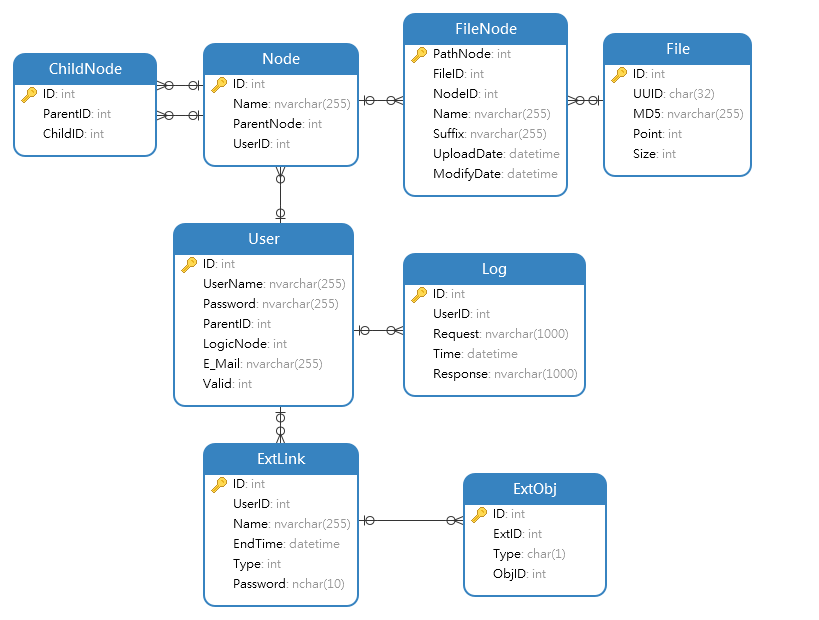 ChildNode
ID: int
ParentID: int
ChildID: int
Node
ID: int
Name: nvarchar(255)
ParentNode: int
UserID: int
FileNode
PathNode: int
FileID: int
NodeID: int
Name: nvarchar(255)
Suffix: nvarchar(255)
UploadDate: datetime
ModifyDate: datetime
File
ID: int
UUID: char(32)
MD5: nvarchar(255)
Point: int
Size: int
User
ID: int
UserName: nvarchar(255)
Password: nvarchar(255)
ParentID: int
LogicNode: int
E_Mail: nvarchar(255)
Valid: int
Log
ID: int
UserID: int
Request: nvarchar(1000)
Time: datetime
Response: nvarchar(1000)
ExtLink
ID: int
UserID: int
Name: nvarchar(255)
EndTime: datetime
Type: int
Password: nchar(10)
ExtObj
ID: int
ExtID: int
Type: char(1)
ObjID: int